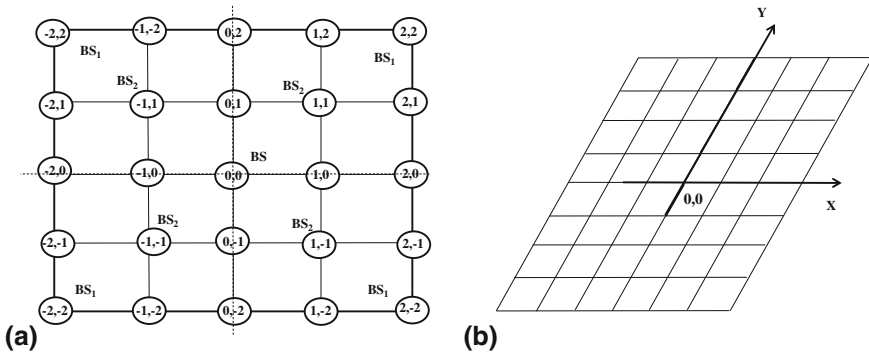 -2,2 -1,-2 0,2 1,2 2,2
BS1 BS1
BS2 BS2
-2,1 -1,1 0,1 1,1 2,1
BS
-2,0 -1,0 0,0 1,0 2,0
BS2 BS2
-2,-1 -1,-1 0,-1 1,-1 2,-1
BS1 BS1
-2,-2 -1,-2 0,-2 1,-2 2,-2
(a)
Y
0,0
X
(b)